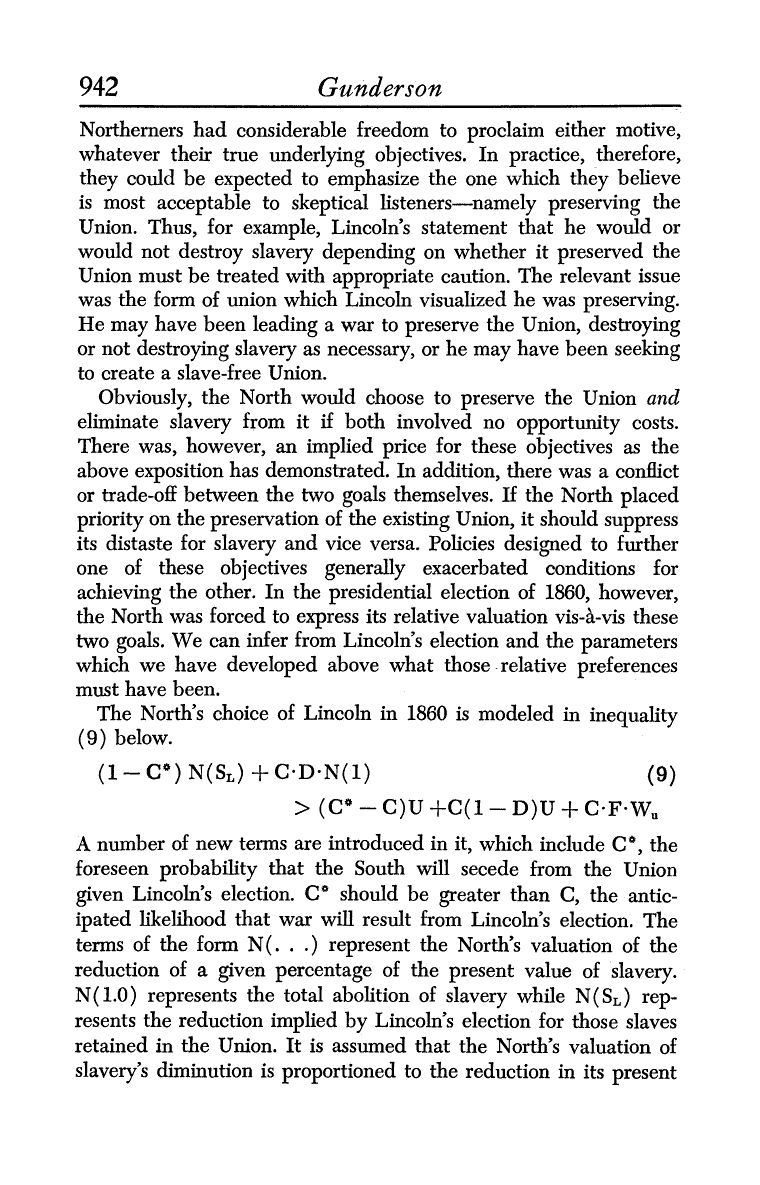 942 Gunderson
Northerners had considerable freedom to proclaim either motive,
whatever their true underlying objectives. In practice, therefore,
they could be expected to emphasize the one which they believe
is most acceptable to skeptical listeners—namely preserving the
Union. Thus, for example, Lincoln's statement that he would or
would not destroy slavery depending on whether it preserved the
Union must be treated with appropriate caution. The relevant issue
was the form of union which Lincoln visualized he was preserving.
He may have been leading a war to preserve the Union, destroying
or not destroying slavery as necessary, or he may have been seeking
to create a slave-free Union.
Obviously, the North would choose to preserve the Union and
eliminate slavery from it if both involved no opportunity costs.
There was, however, an implied price for these objectives as the
above exposition has demonstrated. In addition, there was a conflict
or trade-off between the two goals themselves. If the North placed
priority on the preservation of the existing Union, it should suppress
its distaste for slavery and vice versa. Policies designed to further
one of these objectives generally exacerbated conditions for
achieving the other. In the presidential election of 1860, however,
the North was forced to express its relative valuation vis-à-vis these
two goals. We can infer from Lincoln's election and the parameters
which we have developed above what those relative preferences
must have been.
The North's choice of Lincoln in 1860 is modeled in inequality
(9) below.
(1 – C*) N(S_L) + C·D·N(1) (9)
> (C* – C)U +C(1 – D)U + C·F·W_u
A number of new terms are introduced in it, which include C*, the
foreseen probability that the South will secede from the Union
given Lincoln's election. C* should be greater than C, the antic-
ipated likelihood that war will result from Lincoln's election. The
terms of the form N(. . .) represent the North's valuation of the
reduction of a given percentage of the present value of slavery.
N(1.0) represents the total abolition of slavery while N(S_L) rep-
resents the reduction implied by Lincoln's election for those slaves
retained in the Union. It is assumed that the North's valuation of
slavery's diminution is proportioned to the reduction in its present